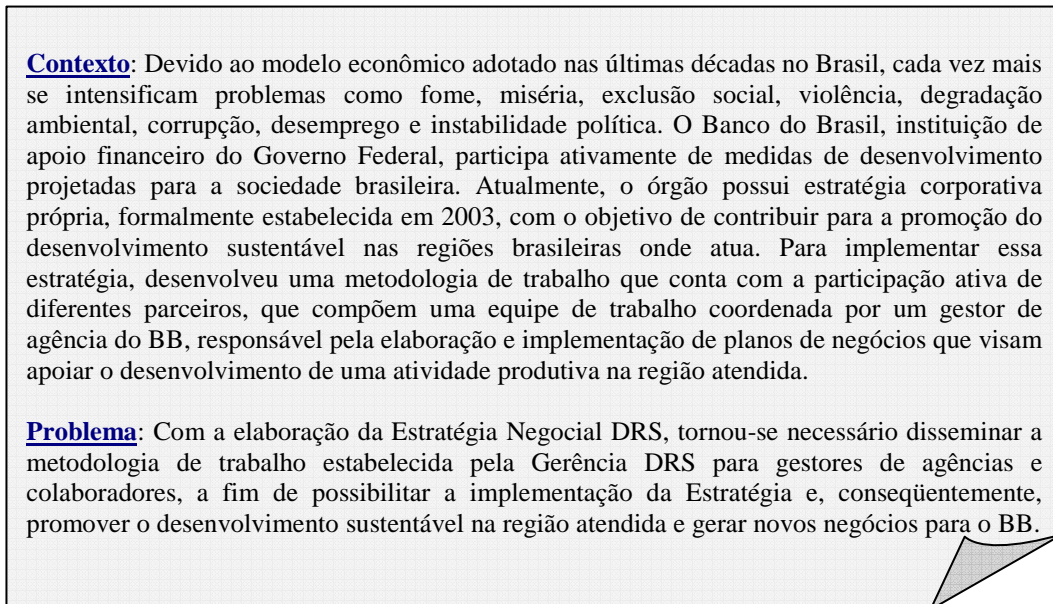 Contexto: Devido ao modelo econômico adotado nas últimas décadas no Brasil, cada vez mais
se intensificam problemas como fome, miséria, exclusão social, violência, degradação
ambiental, corrupção, desemprego e instabilidade política. O Banco do Brasil, instituição de
apoio financeiro do Governo Federal, participa ativamente de medidas de desenvolvimento
projetadas para a sociedade brasileira. Atualmente, o órgão possui estratégia corporativa
própria, formalmente estabelecida em 2003, com o objetivo de contribuir para a promoção do
desenvolvimento sustentável nas regiões brasileiras onde atua. Para implementar essa
estratégia, desenvolveu uma metodologia de trabalho que conta com a participação ativa de
diferentes parceiros, que compõem uma equipe de trabalho coordenada por um gestor de
agência do BB, responsável pela elaboração e implementação de planos de negócios que visam
apoiar o desenvolvimento de uma atividade produtiva na região atendida.
Problema: Com a elaboração da Estratégia Negocial DRS, tornou-se necessário disseminar a
metodologia de trabalho estabelecida pela Gerência DRS para gestores de agências e
colaboradores, a fim de possibilitar a implementação da Estratégia e, conseqüentemente,
promover o desenvolvimento sustentável na região atendida e gerar novos negócios para o BB.